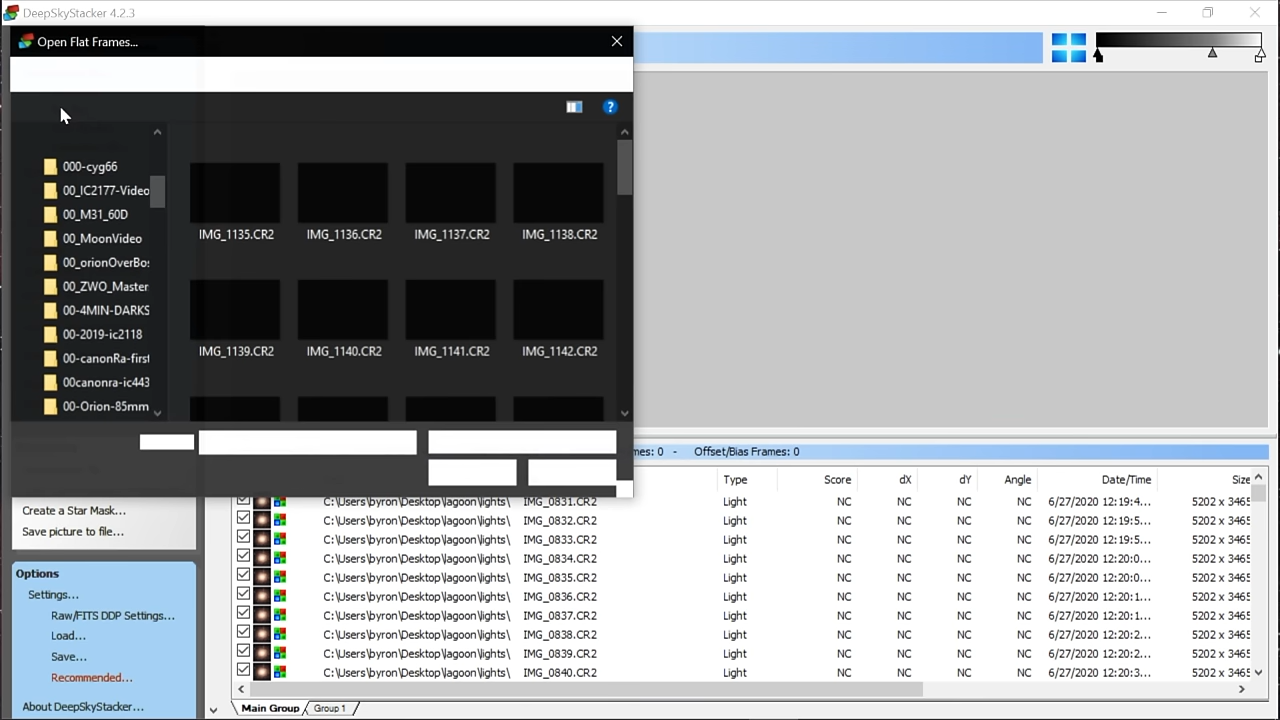 DeepSkyStacker 4.2.3
Open Flat Frames...
?
000-cyg66
00_IC2177-Video
00_M31_60D
00_MoonVideo
00_orionOverBo
00_ZWO_Master
00-4MIN-DARKS
00-2019-ic2118
00-canonRa-first
00canonra-ic443
00-Orion-85mm
IMG_1135.CR2 IMG_1136.CR2 IMG_1137.CR2 IMG_1138.CR2
IMG_1139.CR2 IMG_1140.CR2 IMG_1141.CR2 IMG_1142.CR2
mes: 0 - Offset/Bias Frames: 0
Type Score dX dY Angle Date/Time Size
C:\Users\byron\Desktop\lagoon\lights\ IMG_0831.CR2 Light NC NC NC NC 6/27/2020 12:19:4... 5202 x 3465
C:\Users\byron\Desktop\lagoon\lights\ IMG_0832.CR2 Light NC NC NC NC 6/27/2020 12:19:5... 5202 x 3465
C:\Users\byron\Desktop\lagoon\lights\ IMG_0833.CR2 Light NC NC NC NC 6/27/2020 12:19:5... 5202 x 3465
C:\Users\byron\Desktop\lagoon\lights\ IMG_0834.CR2 Light NC NC NC NC 6/27/2020 12:20:0... 5202 x 3465
C:\Users\byron\Desktop\lagoon\lights\ IMG_0835.CR2 Light NC NC NC NC 6/27/2020 12:20:0... 5202 x 3465
C:\Users\byron\Desktop\lagoon\lights\ IMG_0836.CR2 Light NC NC NC NC 6/27/2020 12:20:1... 5202 x 3465
C:\Users\byron\Desktop\lagoon\lights\ IMG_0837.CR2 Light NC NC NC NC 6/27/2020 12:20:1... 5202 x 3465
C:\Users\byron\Desktop\lagoon\lights\ IMG_0838.CR2 Light NC NC NC NC 6/27/2020 12:20:2... 5202 x 3465
C:\Users\byron\Desktop\lagoon\lights\ IMG_0839.CR2 Light NC NC NC NC 6/27/2020 12:20:2... 5202 x 3465
C:\Users\byron\Desktop\lagoon\lights\ IMG_0840.CR2 Light NC NC NC NC 6/27/2020 12:20:2... 5202 x 3465
Create a Star Mask...
Save picture to file...
Options
Settings...
Raw/FITS DDP Settings...
Load...
Save...
Recommended...
About DeepSkyStacker...
Main Group Group 1